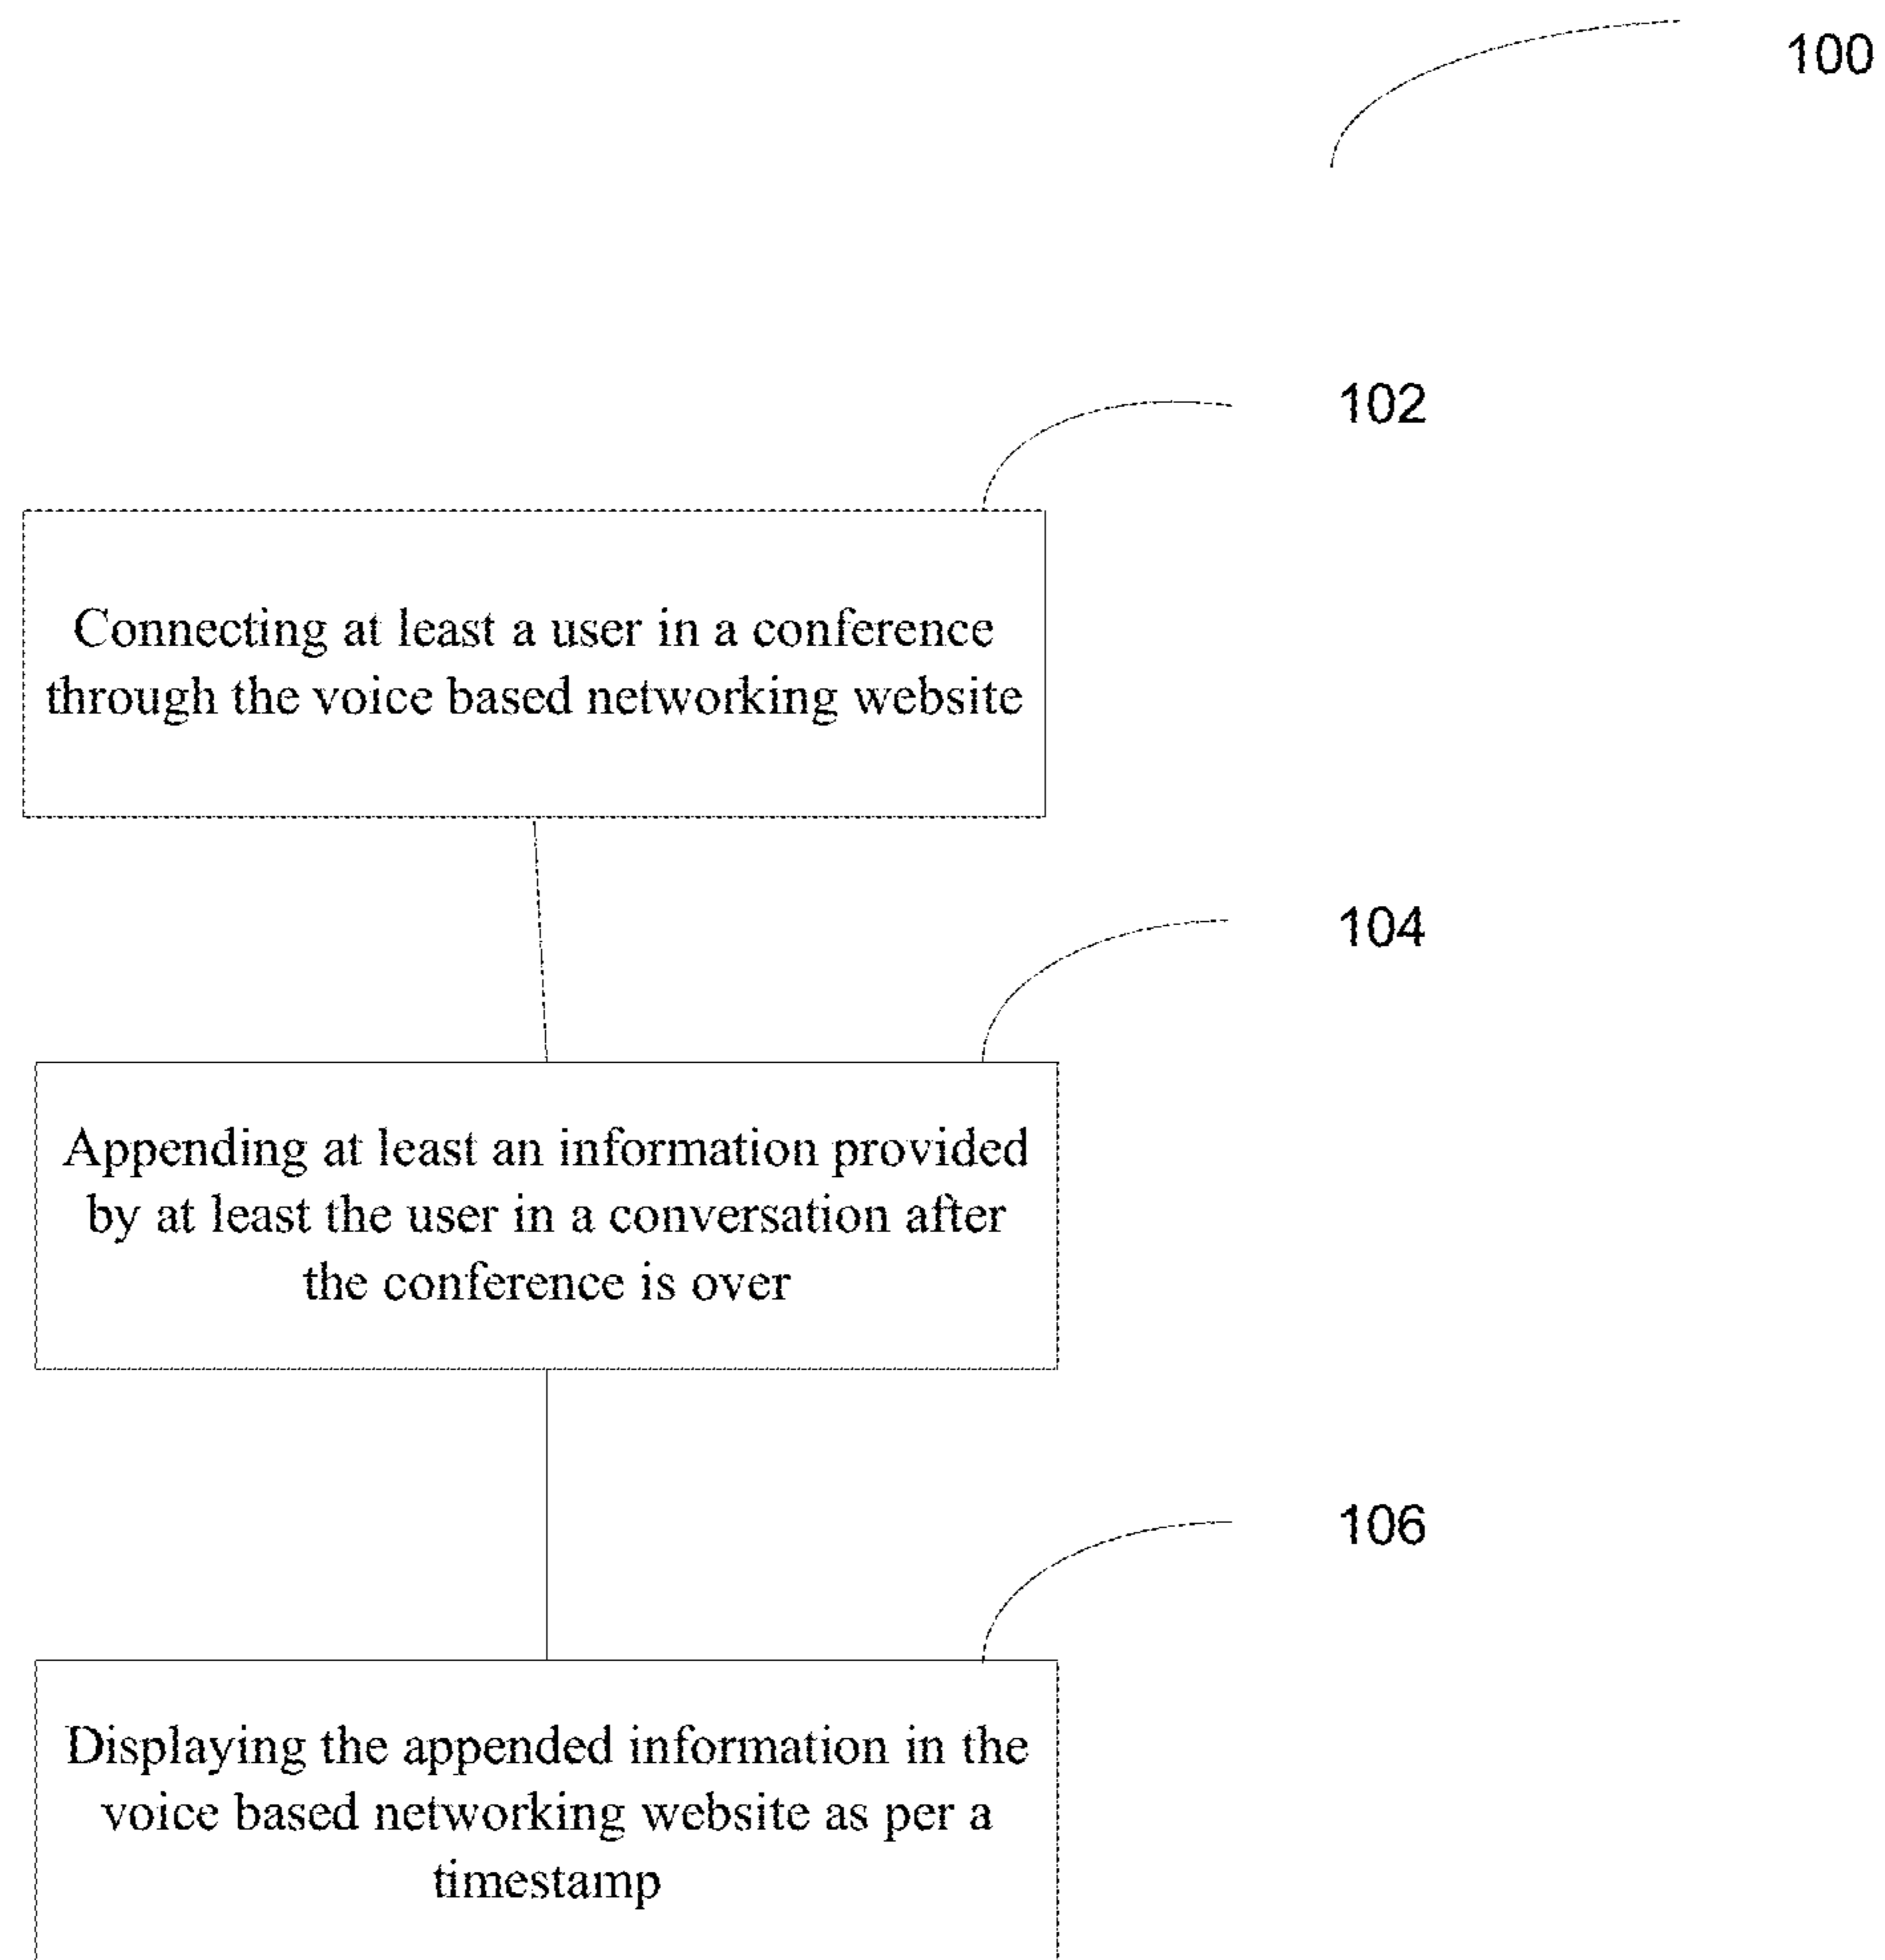 100
102
Connecting at least a user in a conference
through the voice based networking website
104
Appending at least an information provided
by at least the user in a conversation after
the conference is over
106
Displaying the appended information in the
voice based networking website as per a
timestamp